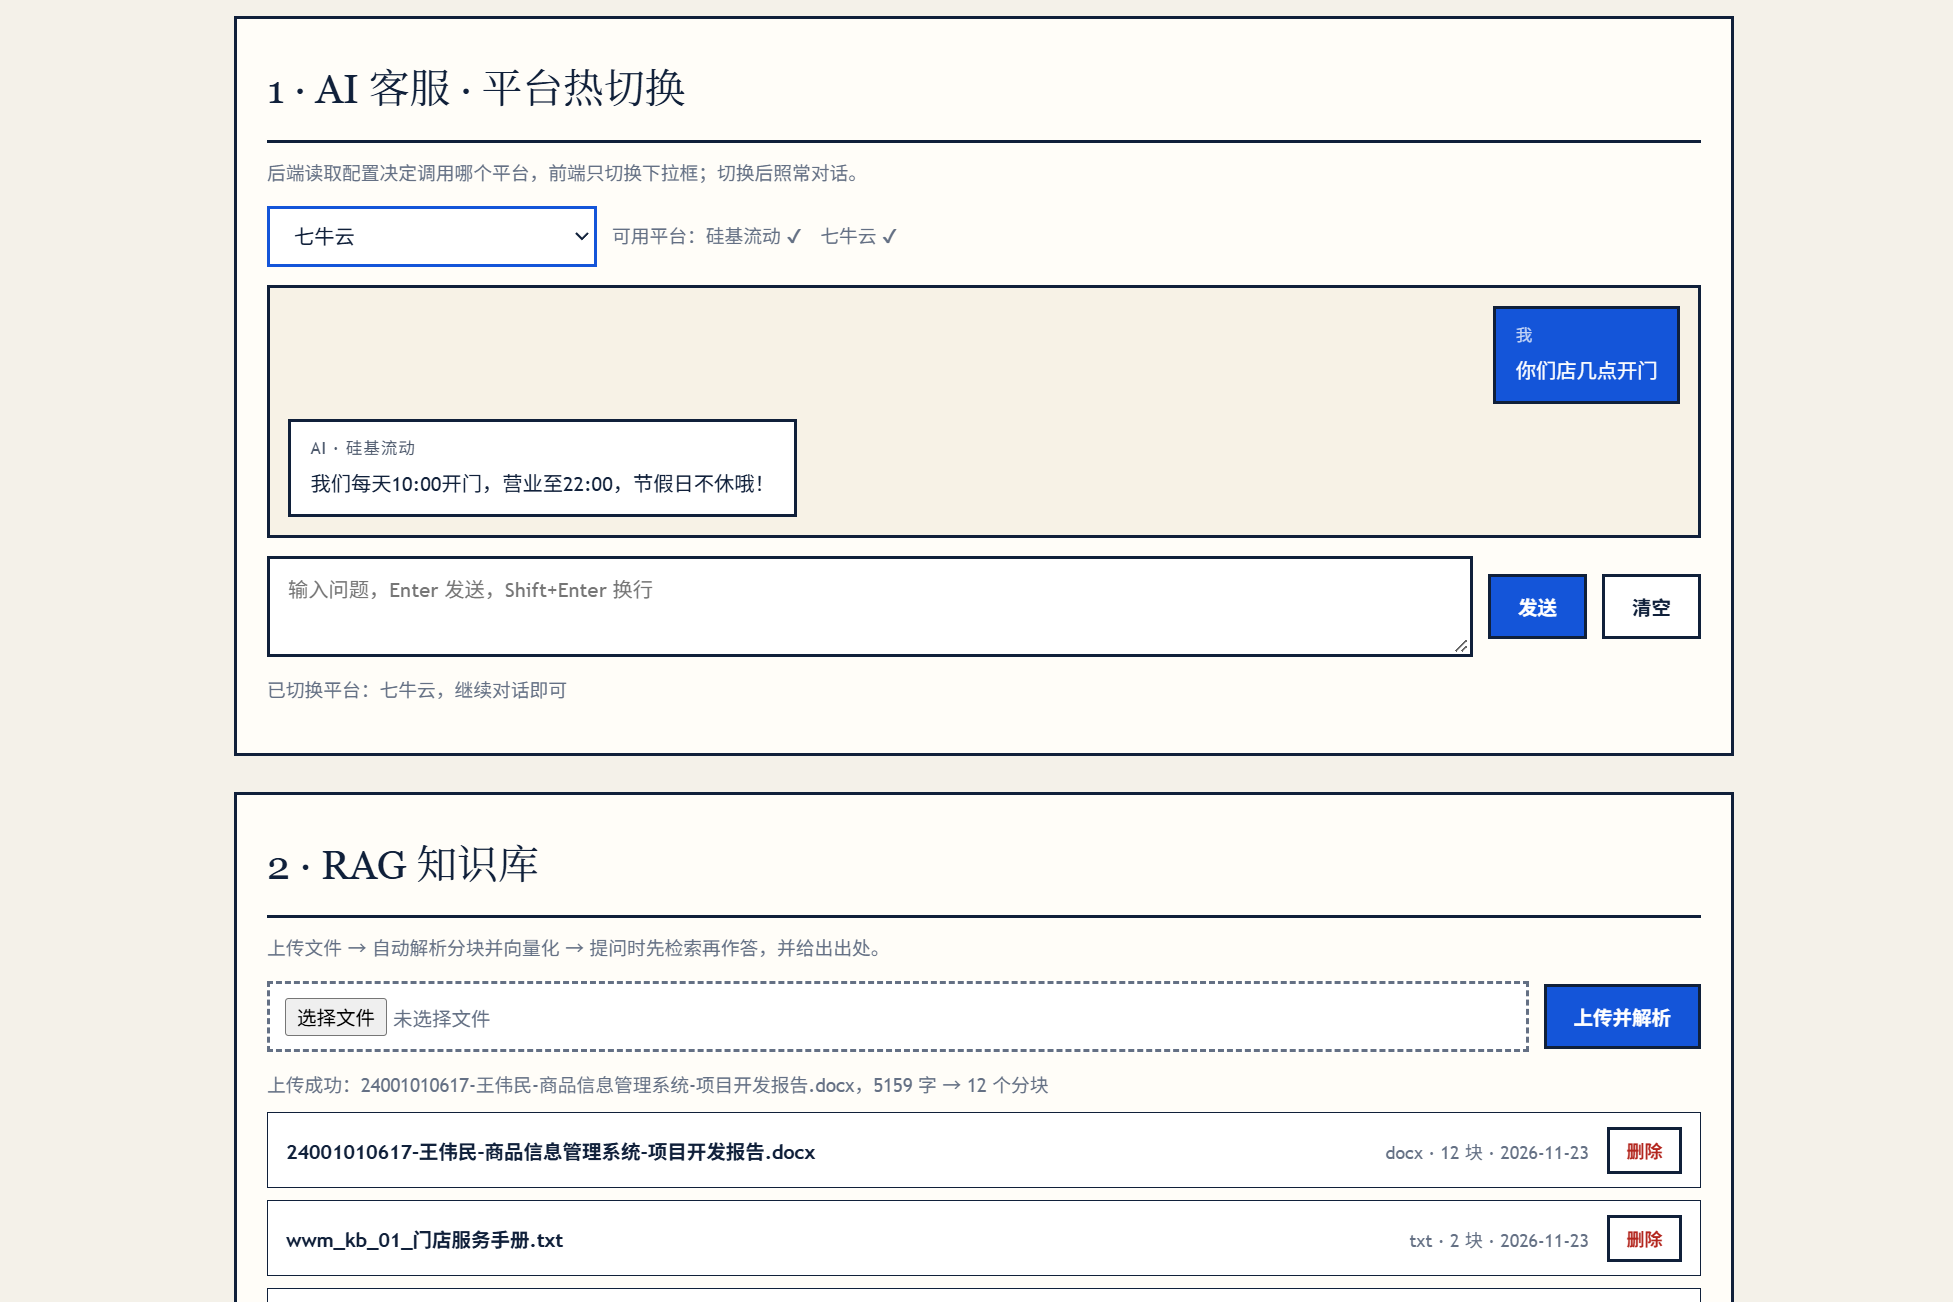 1 · AI 客服 · 平台热切换
后端读取配置决定调用哪个平台，前端只切换下拉框；切换后照常对话。
七牛云
可用平台：硅基流动 ✓ 七牛云 ✓
我
你们店几点开门
AI · 硅基流动
我们每天10:00开门，营业至22:00，节假日不休哦！
输入问题，Enter 发送，Shift+Enter 换行
发送
清空
已切换平台：七牛云，继续对话即可
2 · RAG 知识库
上传文件 → 自动解析分块并向量化 → 提问时先检索再作答，并给出出处。
选择文件 未选择文件
上传并解析
上传成功：24001010617-王伟民-商品信息管理系统-项目开发报告.docx，5159 字 → 12 个分块
24001010617-王伟民-商品信息管理系统-项目开发报告.docx
docx · 12 块 · 2026-11-23
删除
wwm_kb_01_门店服务手册.txt
txt · 2 块 · 2026-11-23
删除